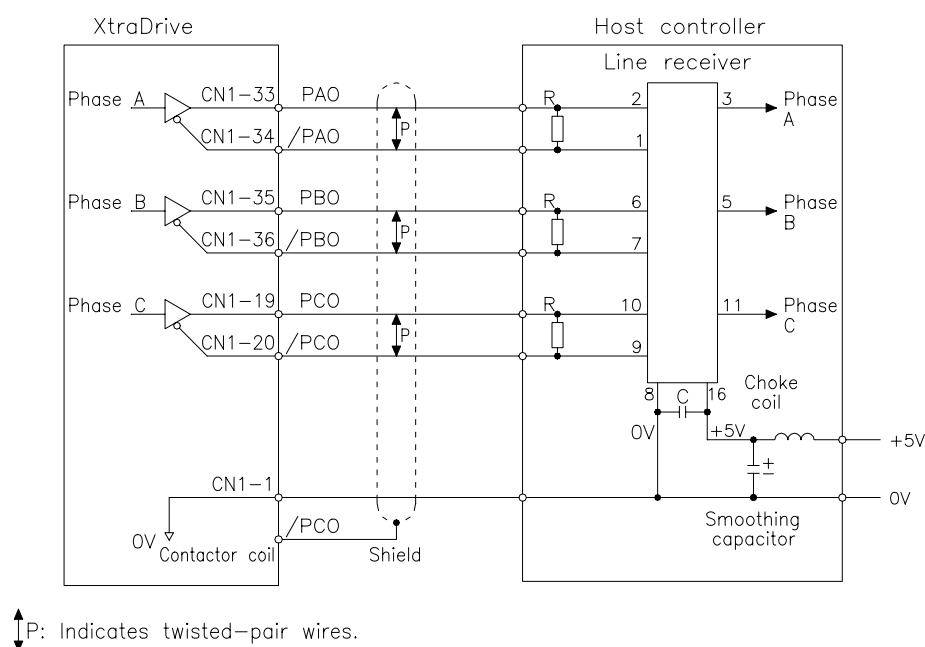 XtraDrive
Host controller
Line receiver
Phase A
CN1-33
PAO
P
R
2
3
Phase
A
CN1-34
/PAO
1
Phase B
CN1-35
PBO
P
R
6
5
Phase
B
CN1-36
/PBO
7
Phase C
CN1-19
PCO
P
R
10
11
Phase
C
CN1-20
/PCO
9
8
C
16
Choke
coil
0V
+5V
+5V
±
CN1-1
0V
/PCO
0V
Contactor coil
Shield
Smoothing
capacitor
P: Indicates twisted-pair wires.